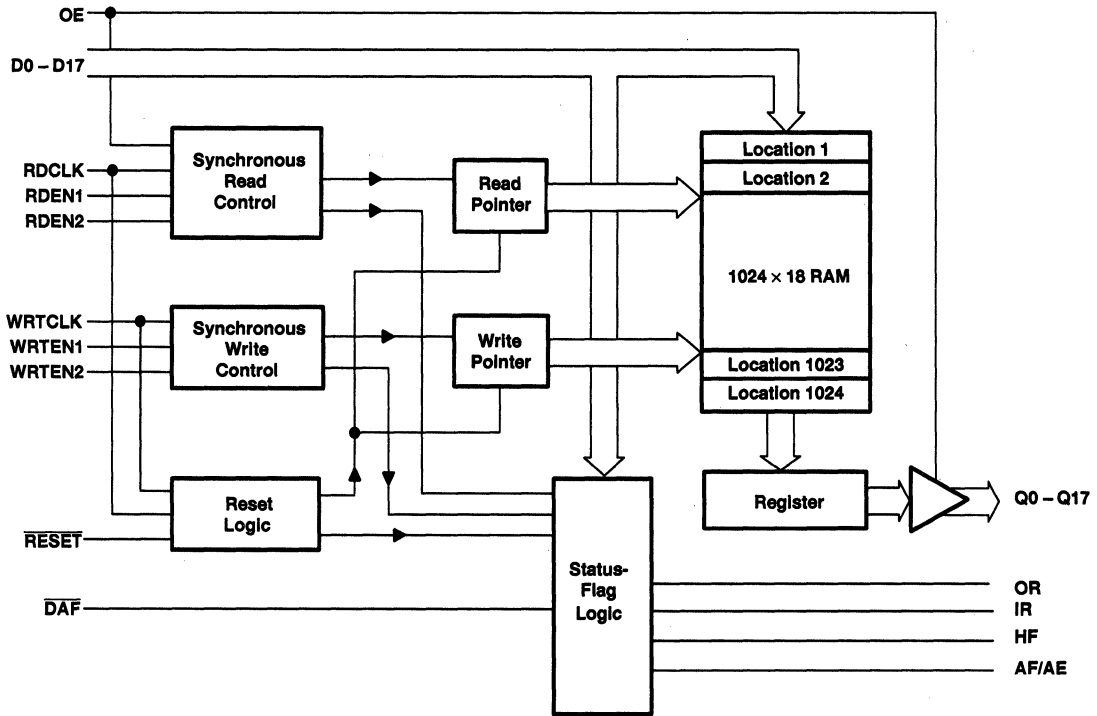 OE
D0 – D17
RDCLK
RDEN1
RDEN2
Synchronous
Read
Control
Read
Pointer
Location 1
Location 2
1024 × 18 RAM
Location 1023
Location 1024
WRTCLK
WRTEN1
WRTEN2
Synchronous
Write
Control
Write
Pointer
Reset
Logic
RESET
DAF
Status-
Flag
Logic
Register
Q0 – Q17
OR
IR
HF
AF/AE